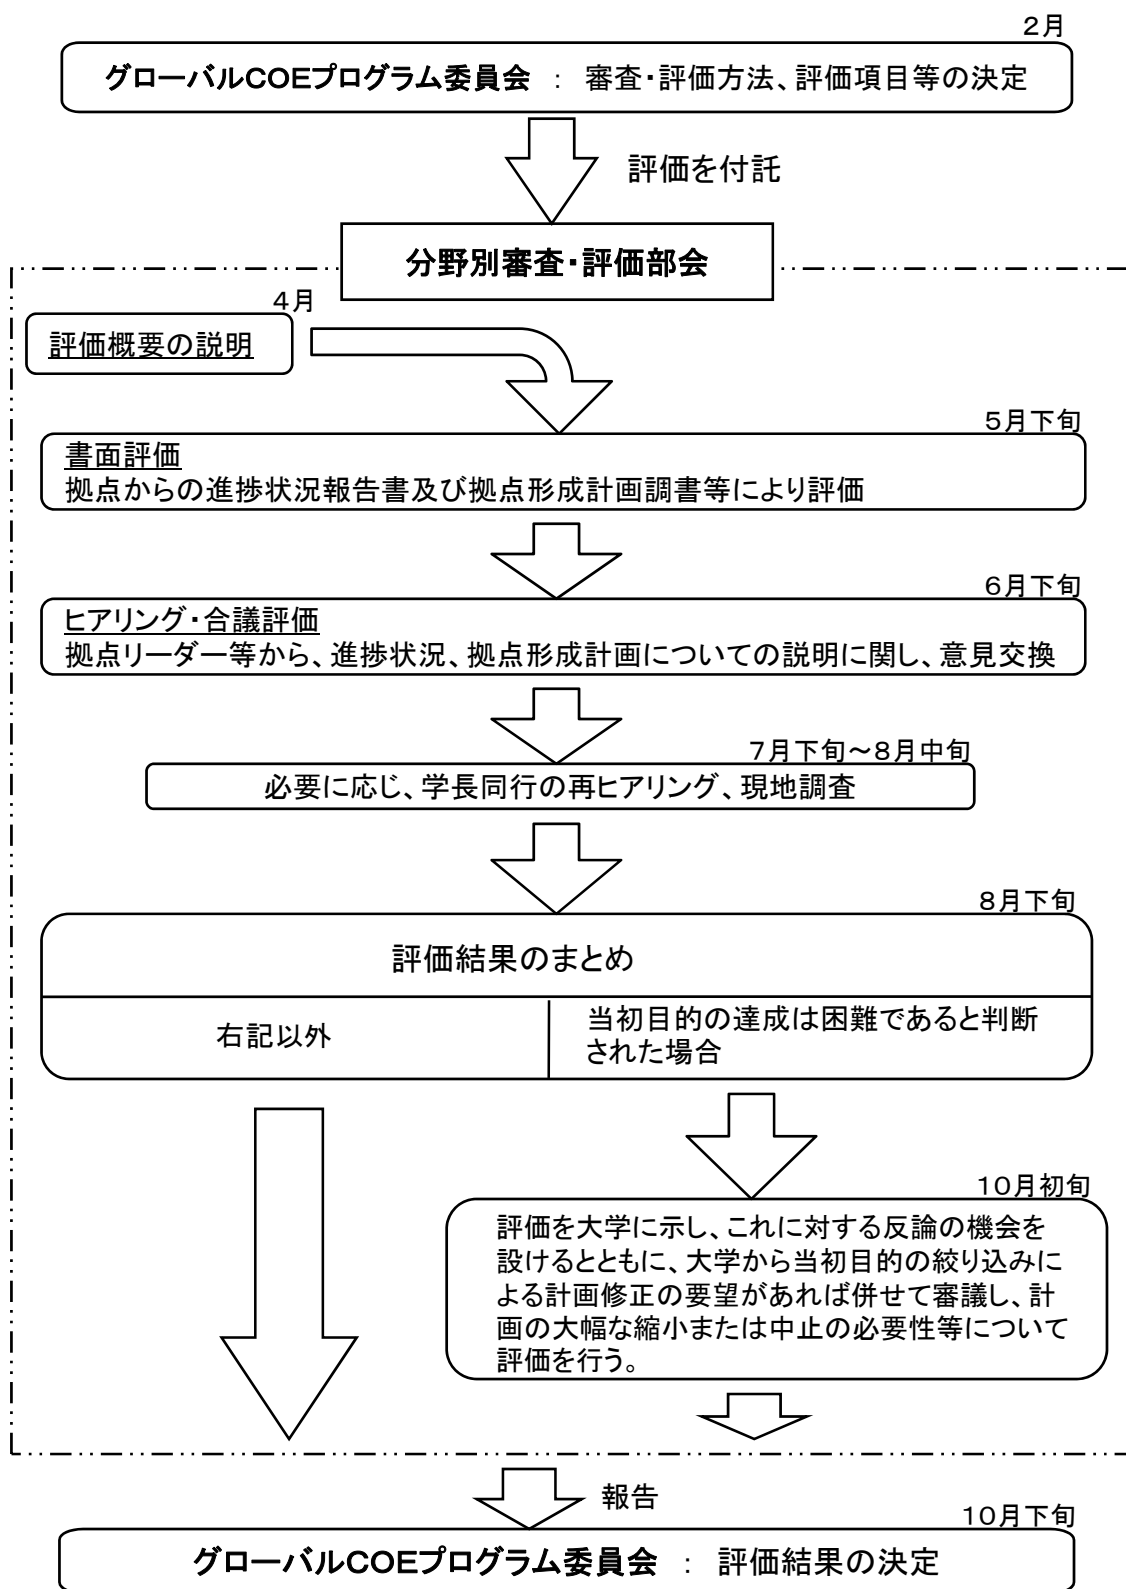 ２月
グローバルCOEプログラム委員会 ： 審査・評価方法、評価項目等の決定
評価を付託
分野別審査・評価部会
４月
評価概要の説明
５月下旬
書面評価
拠点からの進捗状況報告書及び拠点形成計画調書等により評価
６月下旬
ヒアリング・合議評価
拠点リーダー等から、進捗状況、拠点形成計画についての説明に関し、意見交換
７月下旬～８月中旬
必要に応じ、学長同行の再ヒアリング、現地調査
８月下旬
評価結果のまとめ
右記以外
当初目的の達成は困難であると判断
された場合
１０月初旬
評価を大学に示し、これに対する反論の機会を
設けるとともに、大学から当初目的の絞り込みに
よる計画修正の要望があれば併せて審議し、計
画の大幅な縮小または中止の必要性等について
評価を行う。
報告
１０月下旬
グローバルCOEプログラム委員会 ： 評価結果の決定